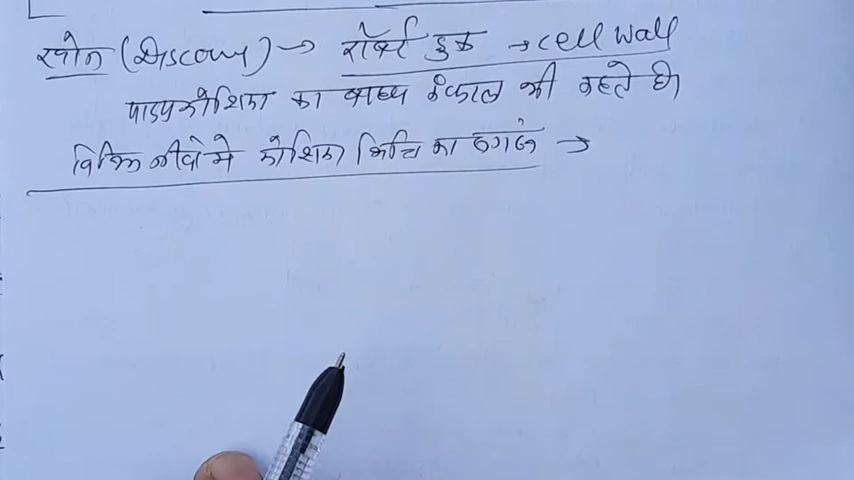 खोज (Discovery) → रॉबर्ट हुक → cell wall
पादपकोशिका का बाह्य कंकाल भी कहते है।
विभिन्न जीवो मे कोशिका भित्ति का संगठन →